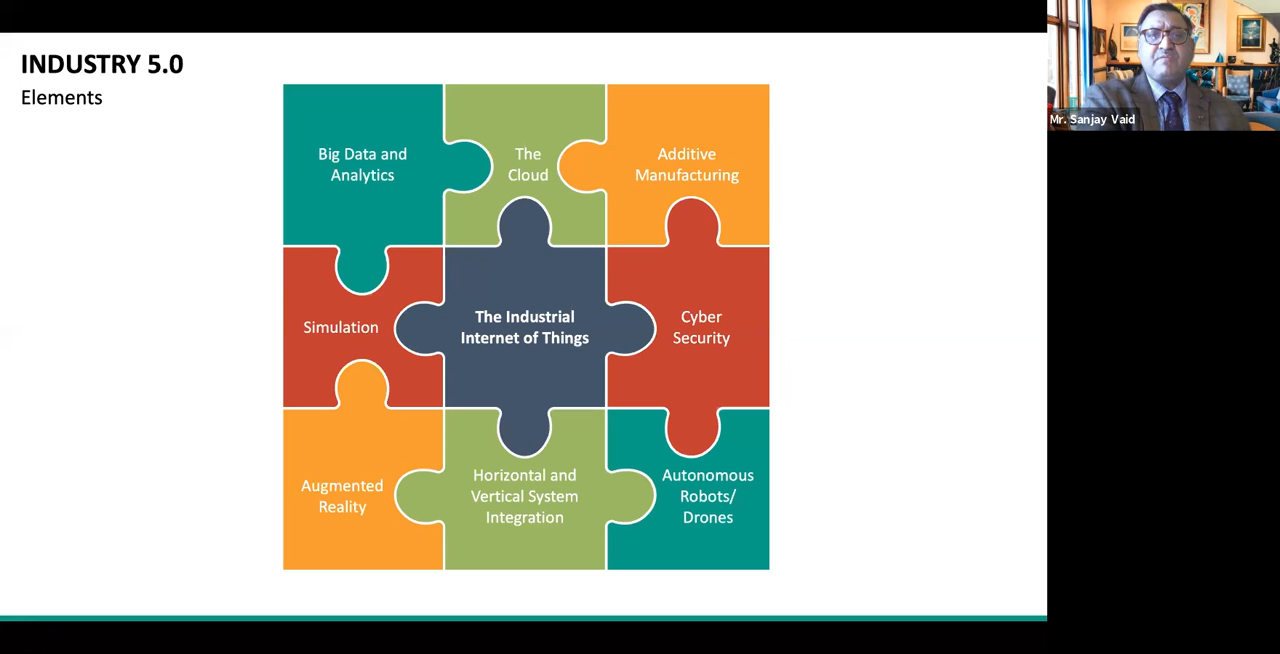 INDUSTRY 5.0
Elements
Mr. Sanjay Vaid
Big Data and
Analytics
The
Cloud
Additive
Manufacturing
Simulation
The Industrial
Internet of Things
Cyber
Security
Augmented
Reality
Horizontal and
Vertical System
Integration
Autonomous
Robots/
Drones